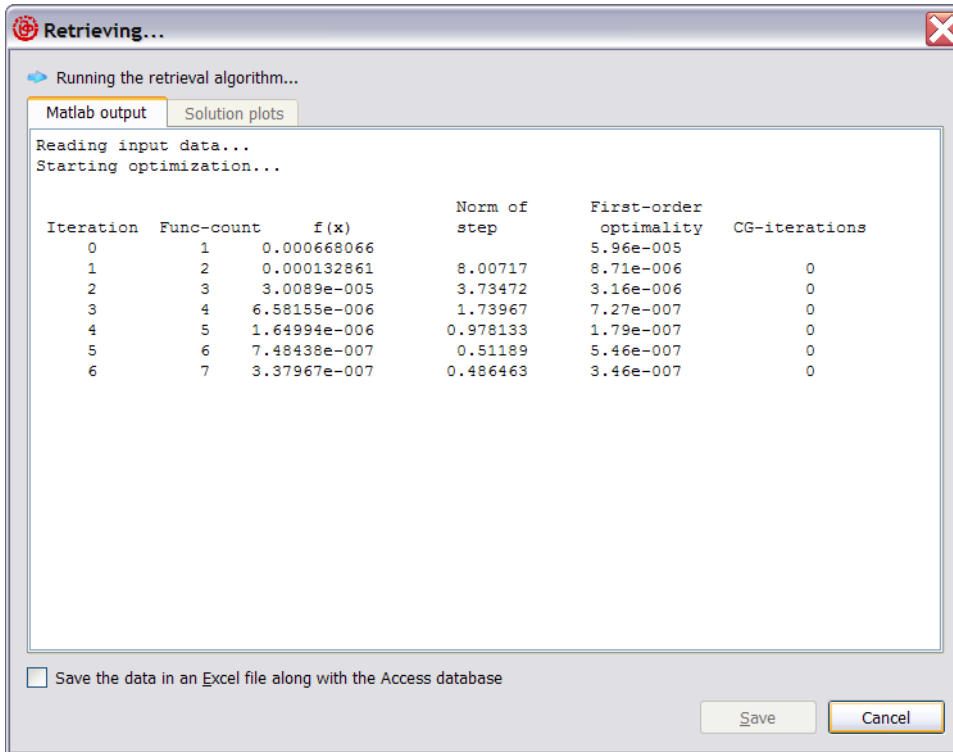 Retrieving...
Running the retrieval algorithm...
Matlab output Solution plots
Reading input data...
Starting optimization...
Norm of First-order
Iteration Func-count f(x) step optimality CG-iterations
0 1 0.000668066 5.96e-005
1 2 0.000132861 8.00717 8.71e-006 0
2 3 3.0089e-005 3.73472 3.16e-006 0
3 4 6.58155e-006 1.73967 7.27e-007 0
4 5 1.64994e-006 0.978133 1.79e-007 0
5 6 7.48438e-007 0.51189 5.46e-007 0
6 7 3.37967e-007 0.486463 3.46e-007 0
Save the data in an Excel file along with the Access database
Save Cancel